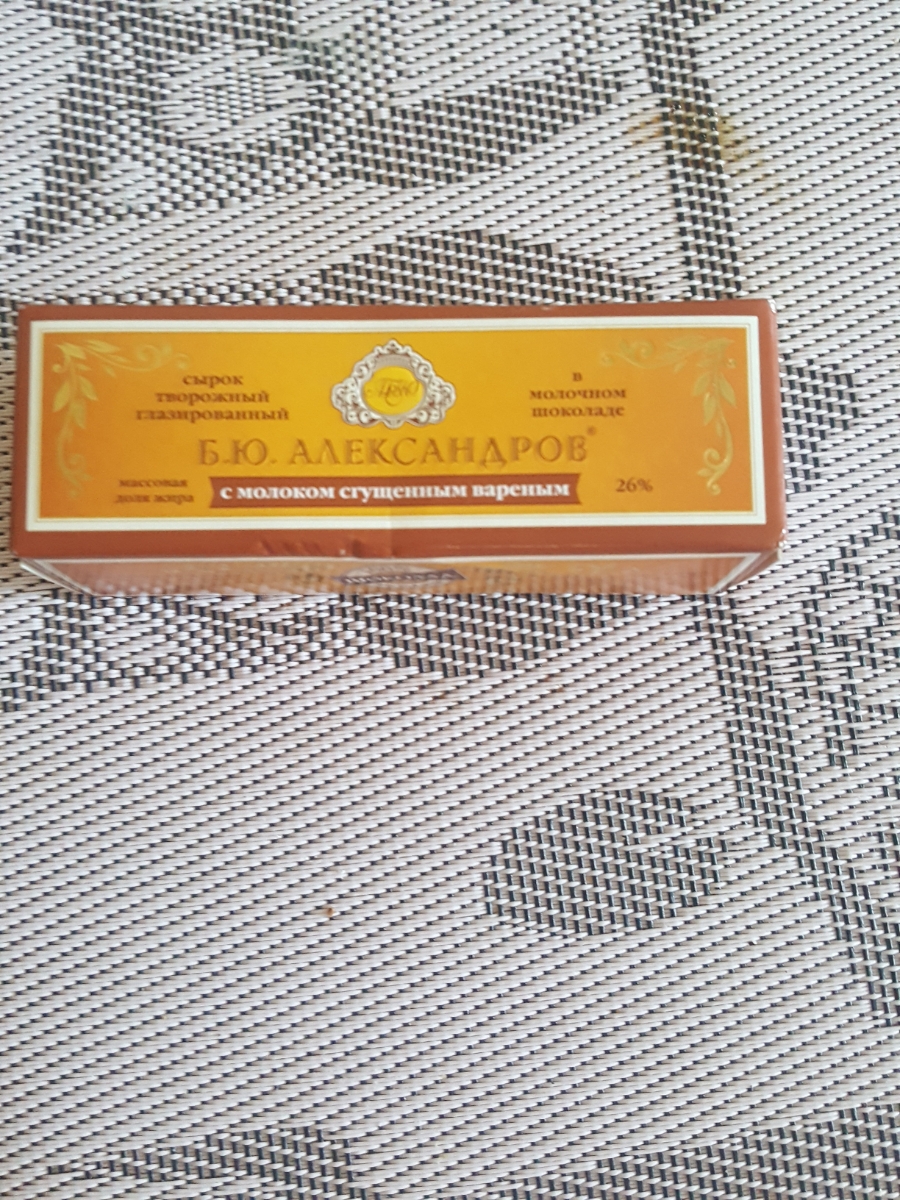 сырок
творожный
глазированный
в
молочном
шоколаде
Б.Ю. АЛЕКСАНДРОВ®
массовая
доля жира
с молоком сгущенным вареным
26%